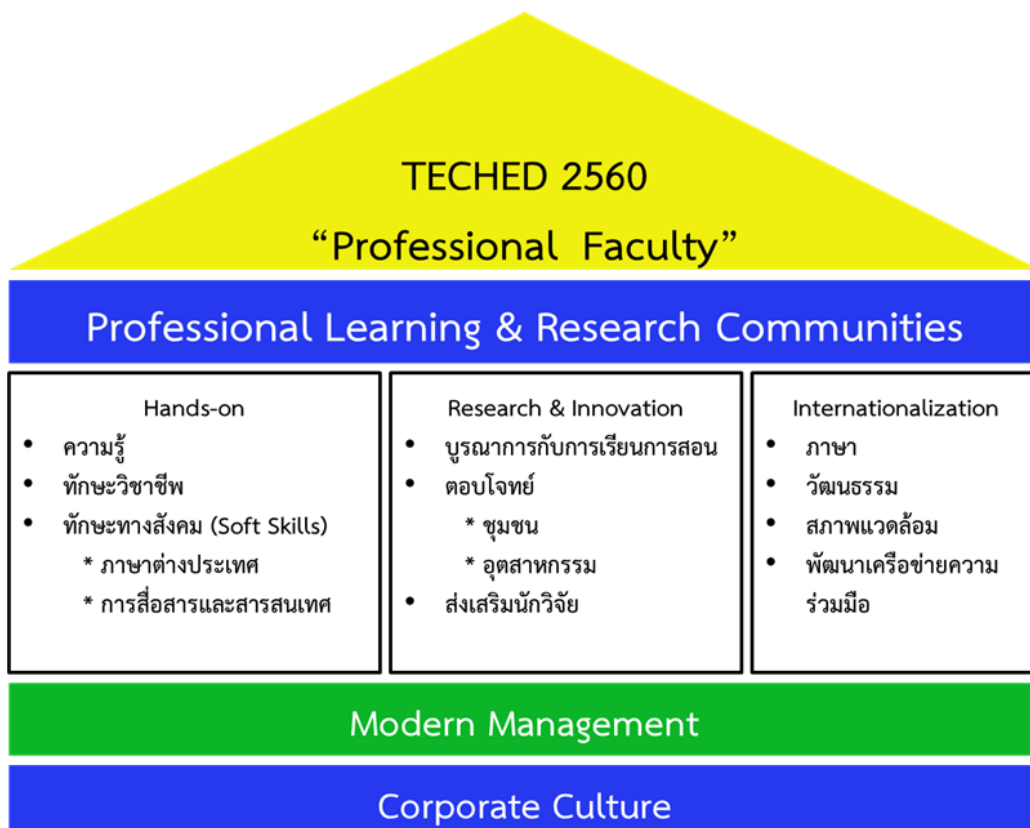 TECHED 2560
“Professional Faculty”
Professional Learning & Research Communities
Hands-on
• ความรู้
• ทักษะวิชาชีพ
• ทักษะทางสังคม (Soft Skills)
* ภาษาต่างประเทศ
* การสื่อสารและสารสนเทศ
Research & Innovation
• บูรณาการกับการเรียนการสอน
• ตอบโจทย์
* ชุมชน
* อุตสาหกรรม
• ส่งเสริมนักวิจัย
Internationalization
• ภาษา
• วัฒนธรรม
• สภาพแวดล้อม
• พัฒนาเครือข่ายความ
ร่วมมือ
Modern Management
Corporate Culture